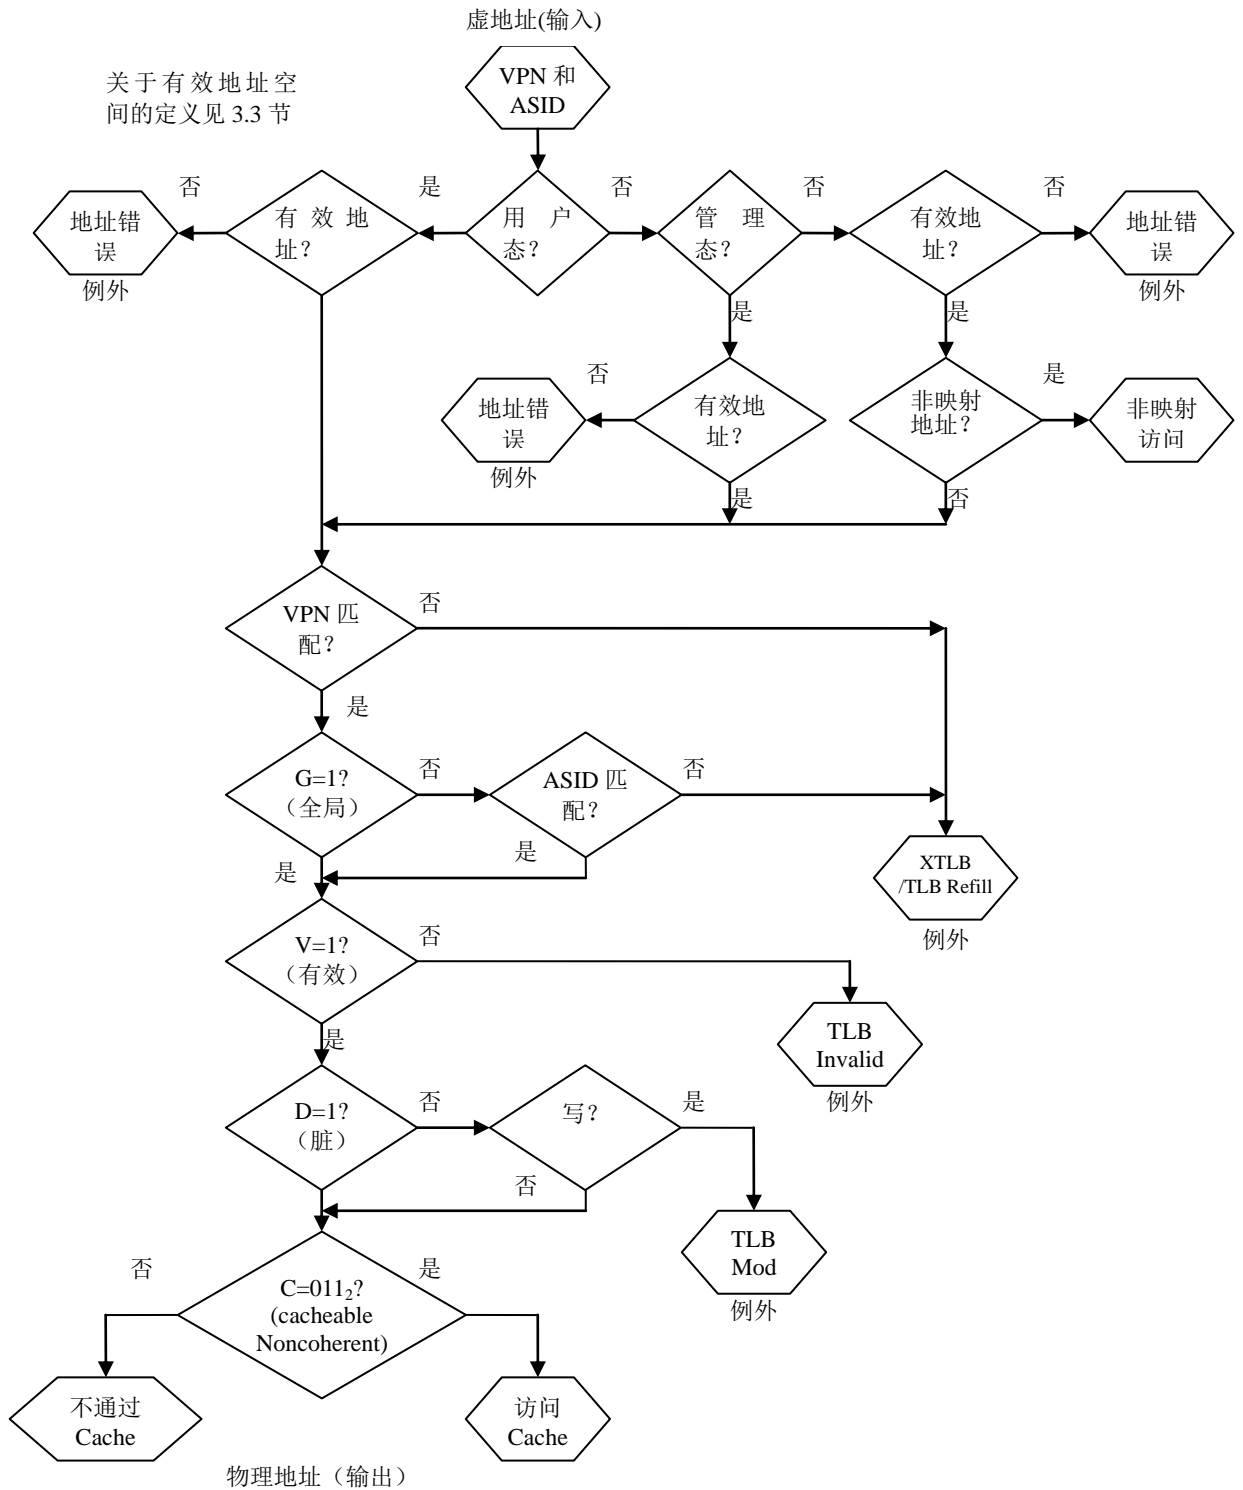 虚地址(输入)
VPN 和
ASID
关于有效地址空
间的定义见 3.3 节
否
是
否
否
否
地址错
误
例外
有效地
址？
用户
态？
管理
态？
有效地
址？
地址错
误
例外
是
是
否
是
地址错
误
例外
有效地
址？
非映射
地址？
非映射
访问
是
否
VPN 匹
配？
否
是
G=1?
（全局）
否
ASID 匹
配？
否
是
是
XTLB
/TLB Refill
例外
V=1?
（有效）
否
是
TLB
Invalid
例外
D=1?
（脏）
否
写？
是
否
TLB
Mod
例外
否
是
C=011₂?
(cacheable
Noncoherent)
不通过
Cache
访问
Cache
物理地址（输出）